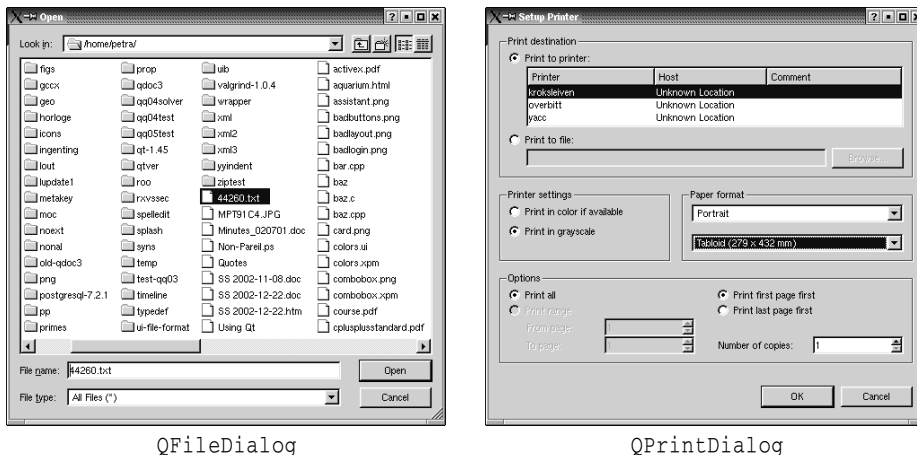 Open
Look in: /home/petra/
figs
gccx
geo
horloge
icons
ingenting
lout
lupdate1
metakey
moc
noext
nonal
old-qdoc3
png
postgresql-7.2.1
pp
primes
prop
qdoc3
qq04solver
qq04test
qq05test
qt-1.45
qtver
roo
rxvssec
spelledit
splash
syns
temp
test-qq03
timeline
typedef
ui-file-format
uib
valgrind-1.0.4
wrapper
xml
xml2
xml3
yyindent
ziptest
44260.txt
MPT91C4.JPG
Minutes_020701.doc
Non-Pareil.ps
Quotes
SS 2002-11-08.doc
SS 2002-12-22.doc
SS 2002-12-22.htm
Using Qt
activex.pdf
aquarium.html
assistant.png
badbuttons.png
badlayout.png
badlogin.png
bar.cpp
baz
baz.c
baz.cpp
card.png
colors.ui
colors.xpm
combobox.png
combobox.xpm
course.pdf
cplusplusstandard.pdf
File name: 44260.txt Open
File type: All Files (*) Cancel
QFileDialog
Setup Printer
Print destination
Print to printer:
Printer Host Comment
kroksleiven Unknown Location
overbitt Unknown Location
yacc Unknown Location
Print to file:
Browse...
Printer settings
Print in color if available
Print in grayscale
Paper format
Portrait
Tabloid (279 x 432 mm)
Options
Print all
Print range
From page: 1
To page: 1
Print first page first
Print last page first
Number of copies: 1
OK Cancel
QPrintDialog